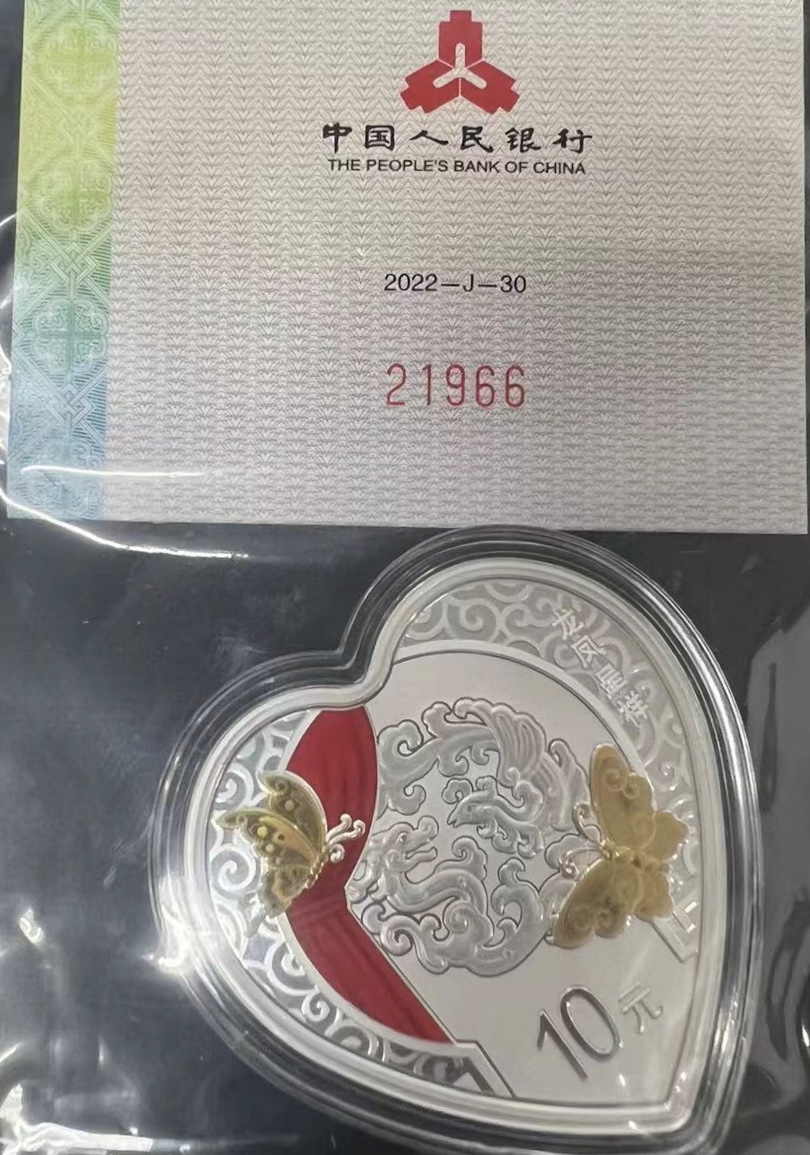 中国人民银行
THE PEOPLE'S BANK OF CHINA
2022—J—30
21966
龙凤呈祥
10元